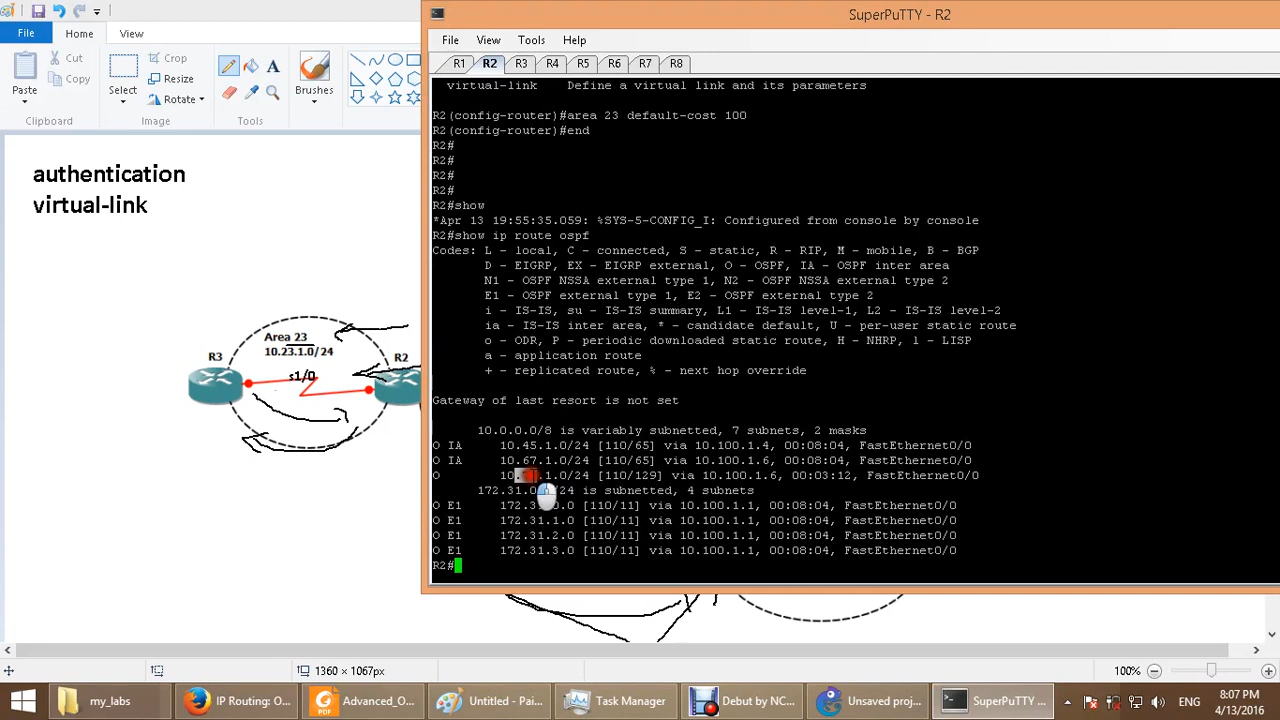 SuperPuTTY - R2
File Home View
File View Tools Help
Paste
Cut
Copy
Clipboard
Select
Crop
Resize
Rotate
Image
A
Tools
Brushes
Shapes
R1 R2 R3 R4 R5 R6 R7 R8
authentication
virtual-link
Area 23
10.23.1.0/24
R3
s1/0
R2
virtual-link Define a virtual link and its parameters
R2(config-router)#area 23 default-cost 100
R2(config-router)#end
R2#
R2#
R2#
R2#
R2#show
*Apr 13 19:55:35.059: %SYS-5-CONFIG_I: Configured from console by console
R2#show ip route ospf
Codes: L - local, C - connected, S - static, R - RIP, M - mobile, B - BGP
D - EIGRP, EX - EIGRP external, O - OSPF, IA - OSPF inter area
N1 - OSPF NSSA external type 1, N2 - OSPF NSSA external type 2
E1 - OSPF external type 1, E2 - OSPF external type 2
i - IS-IS, su - IS-IS summary, L1 - IS-IS level-1, L2 - IS-IS level-2
ia - IS-IS inter area, * - candidate default, U - per-user static route
o - ODR, P - periodic downloaded static route, H - NHRP, l - LISP
a - application route
+ - replicated route, % - next hop override
Gateway of last resort is not set
10.0.0.0/8 is variably subnetted, 7 subnets, 2 masks
O IA 10.45.1.0/24 [110/65] via 10.100.1.4, 00:08:04, FastEthernet0/0
O IA 10.67.1.0/24 [110/65] via 10.100.1.6, 00:08:04, FastEthernet0/0
O .1.0/24 [110/129] via 10.100.1.6, 00:03:12, FastEthernet0/0
/24 is subnetted, 4 subnets
O E1 [110/11] via 10.100.1.1, 00:08:04, FastEthernet0/0
O E1 172.31.1.0 [110/11] via 10.100.1.1, 00:08:04, FastEthernet0/0
O E1 172.31.2.0 [110/11] via 10.100.1.1, 00:08:04, FastEthernet0/0
O E1 172.31.3.0 [110/11] via 10.100.1.1, 00:08:04, FastEthernet0/0
R2#
1360 × 1067px
100%
my_labs
IP Routing: O...
Advanced_O...
Untitled - Pai...
Task Manager
Debut by NC...
Unsaved proj...
SuperPuTTY ...
ENG
8:07 PM
4/13/2016